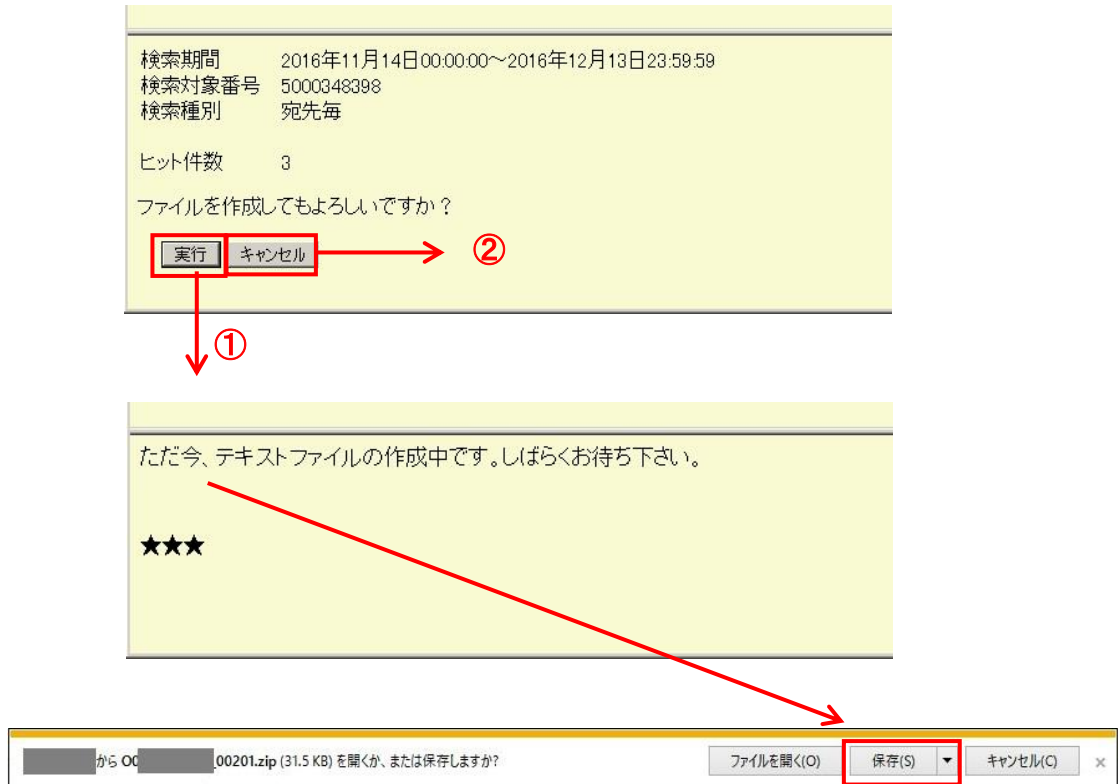 検索期間 2016年11月14日00:00:00～2016年12月13日23:59:59
検索対象番号 5000348398
検索種別 宛先毎
ヒット件数 3
ファイルを作成してもよろしいですか？
実行 キャンセル
②
①
ただ今、テキストファイルの作成中です。しばらくお待ち下さい。
★★★
から OC _00201.zip (31.5 KB) を開くか、または保存しますか? ファイルを開く(O) 保存(S) ▼ キャンセル(C) ×